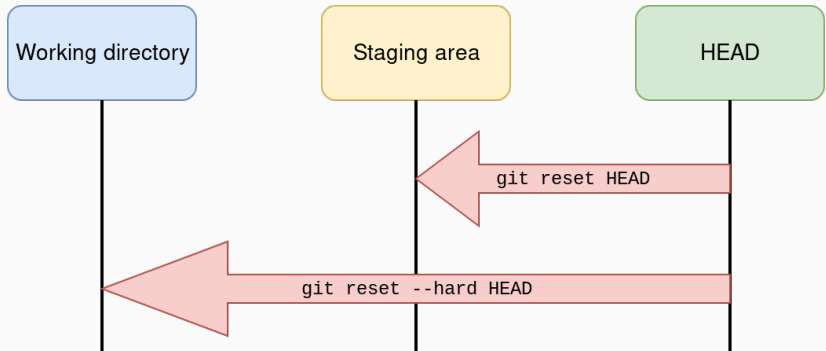 Working directory
Staging area
HEAD
git reset HEAD
git reset --hard HEAD